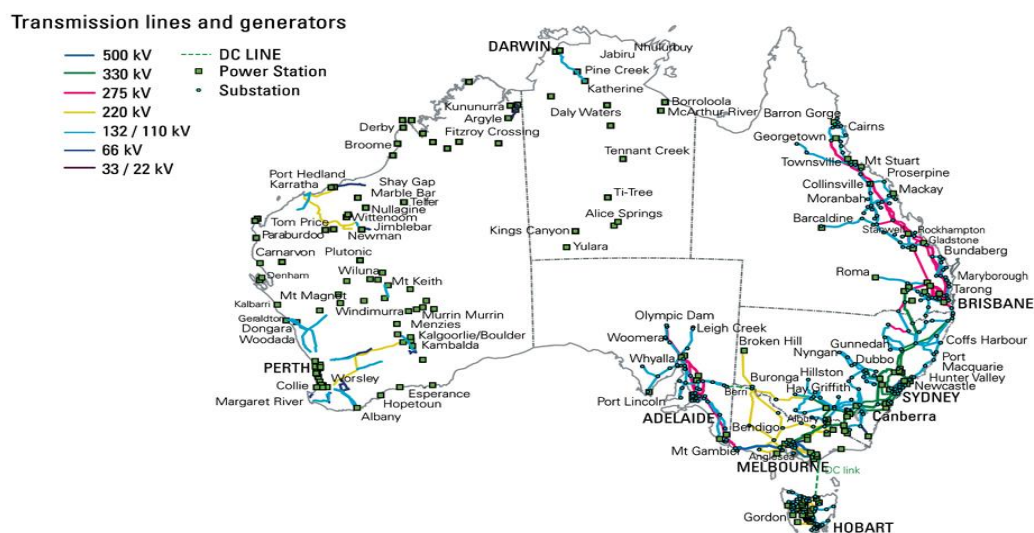 Transmission lines and generators
500 kV
330 kV
275 kV
220 kV
132 / 110 kV
66 kV
33 / 22 kV
DC LINE
Power Station
Substation
DARWIN
Jabiru
Nhulunbuy
Pine Creek
Katherine
Kununurra
Argyle
Daly Waters
Borroloola
McArthur River
Derby
Fitzroy Crossing
Broome
Tennant Creek
Barron Gorge
Cairns
Georgetown
Townsville
Mt Stuart
Proserpine
Collinsville
Mackay
Moranbah
Barcaldine
Stanwell
Rockhampton
Gladstone
Bundaberg
Roma
Maryborough
Tarong
BRISBANE
Port Hedland
Karratha
Shay Gap
Marble Bar
Telfer
Nullagine
Wittenoom
Tom Price
Jimblebar
Paraburdoo
Newman
Ti-Tree
Alice Springs
Kings Canyon
Yulara
Carnarvon
Plutonic
Denham
Wiluna
Mt Keith
Kalbarri
Mt Magnet
Windimurra
Murrin Murrin
Geraldton
Dongara
Menzies
Woodada
Kalgoorlie/Boulder
Kambalda
PERTH
Worsley
Collie
Esperance
Margaret River
Hopetoun
Albany
Olympic Dam
Leigh Creek
Woomera
Whyalla
Port Lincoln
ADELAIDE
Broken Hill
Buronga
Berri
Nyngan
Gunnedah
Dubbo
Coffs Harbour
Port
Macquarie
Hunter Valley
Newcastle
Hillston
Hay
Griffith
SYDNEY
Canberra
Albury
Bendigo
Mt Gambier
Anglesea
MELBOURNE
DC link
Gordon
HOBART